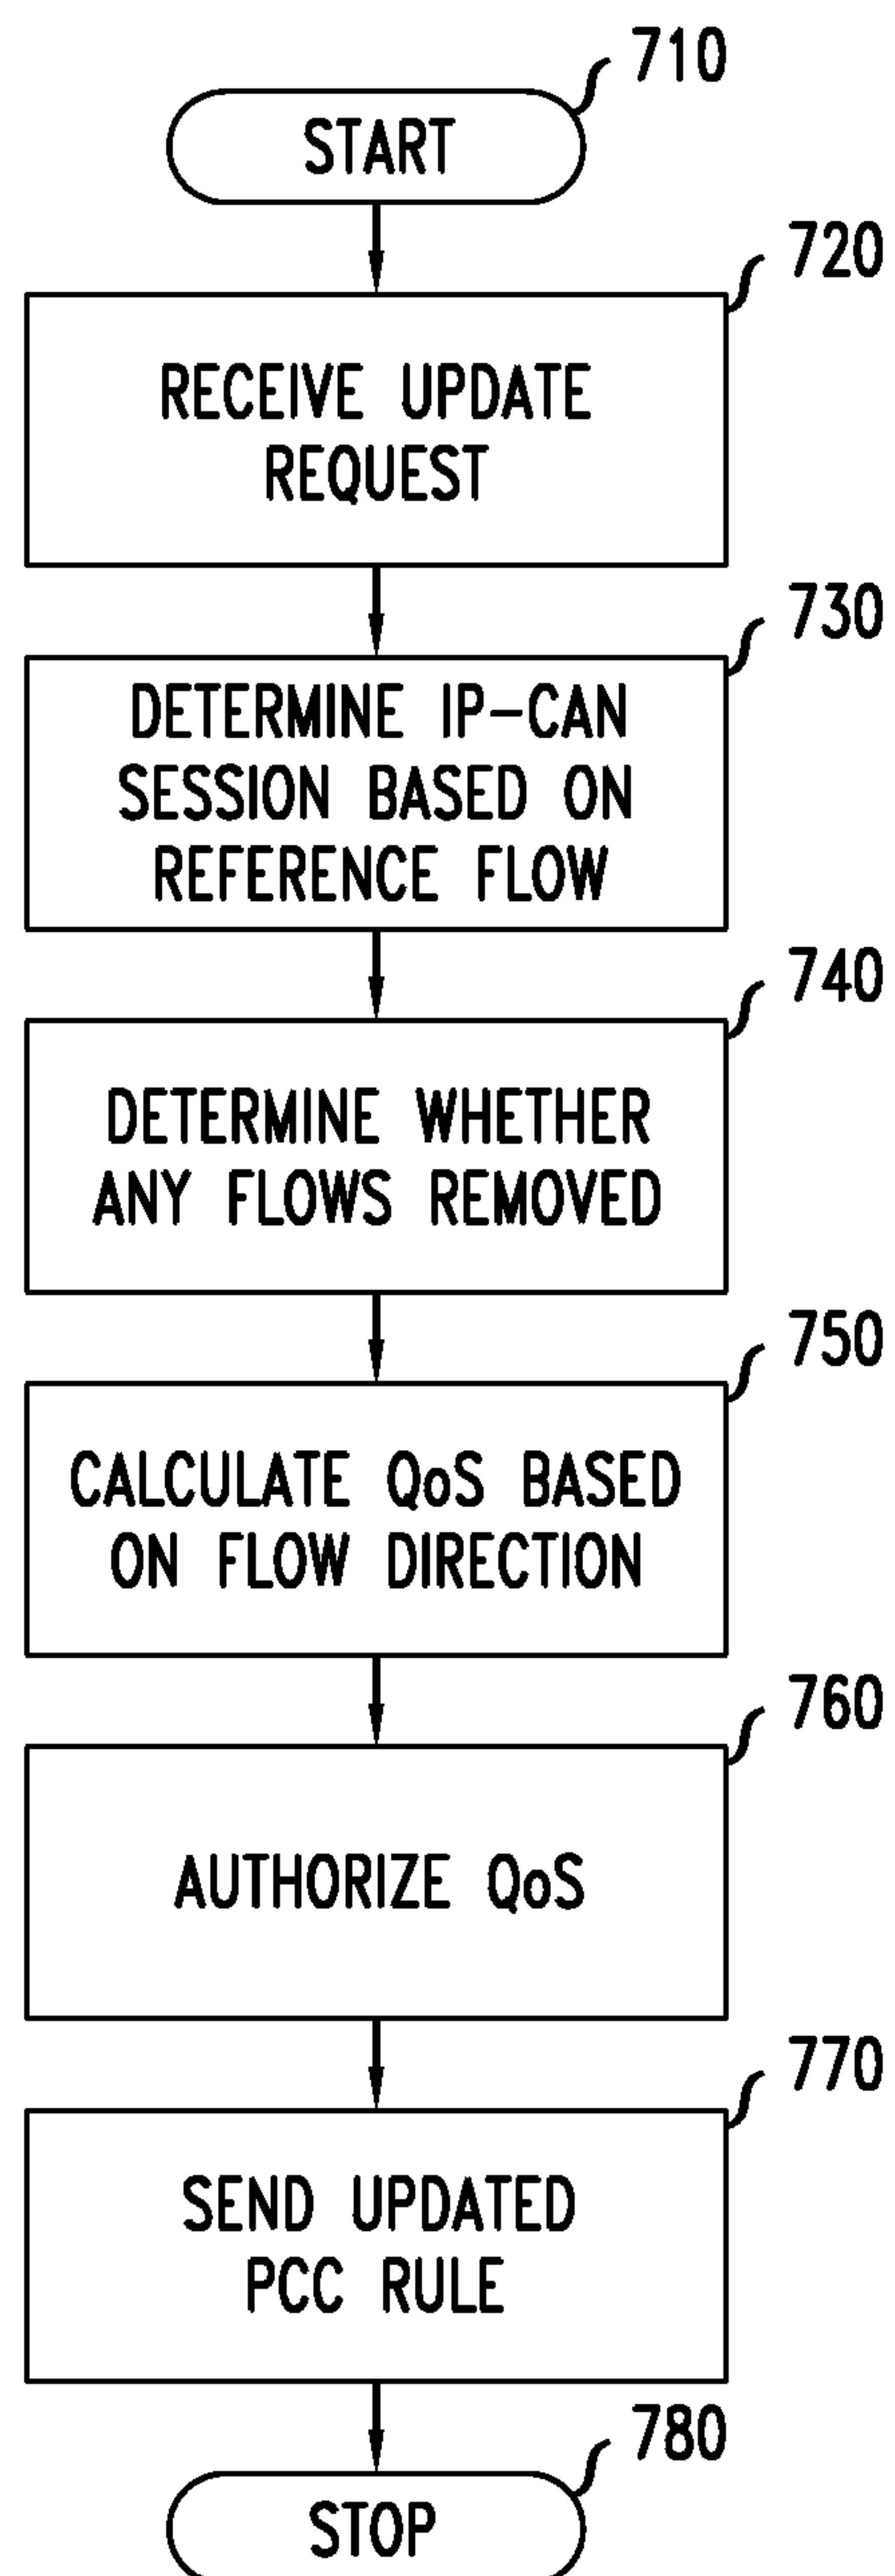 710
START
720
RECEIVE UPDATE
REQUEST
730
DETERMINE IP-CAN
SESSION BASED ON
REFERENCE FLOW
740
DETERMINE WHETHER
ANY FLOWS REMOVED
750
CALCULATE QoS BASED
ON FLOW DIRECTION
760
AUTHORIZE QoS
770
SEND UPDATED
PCC RULE
780
STOP